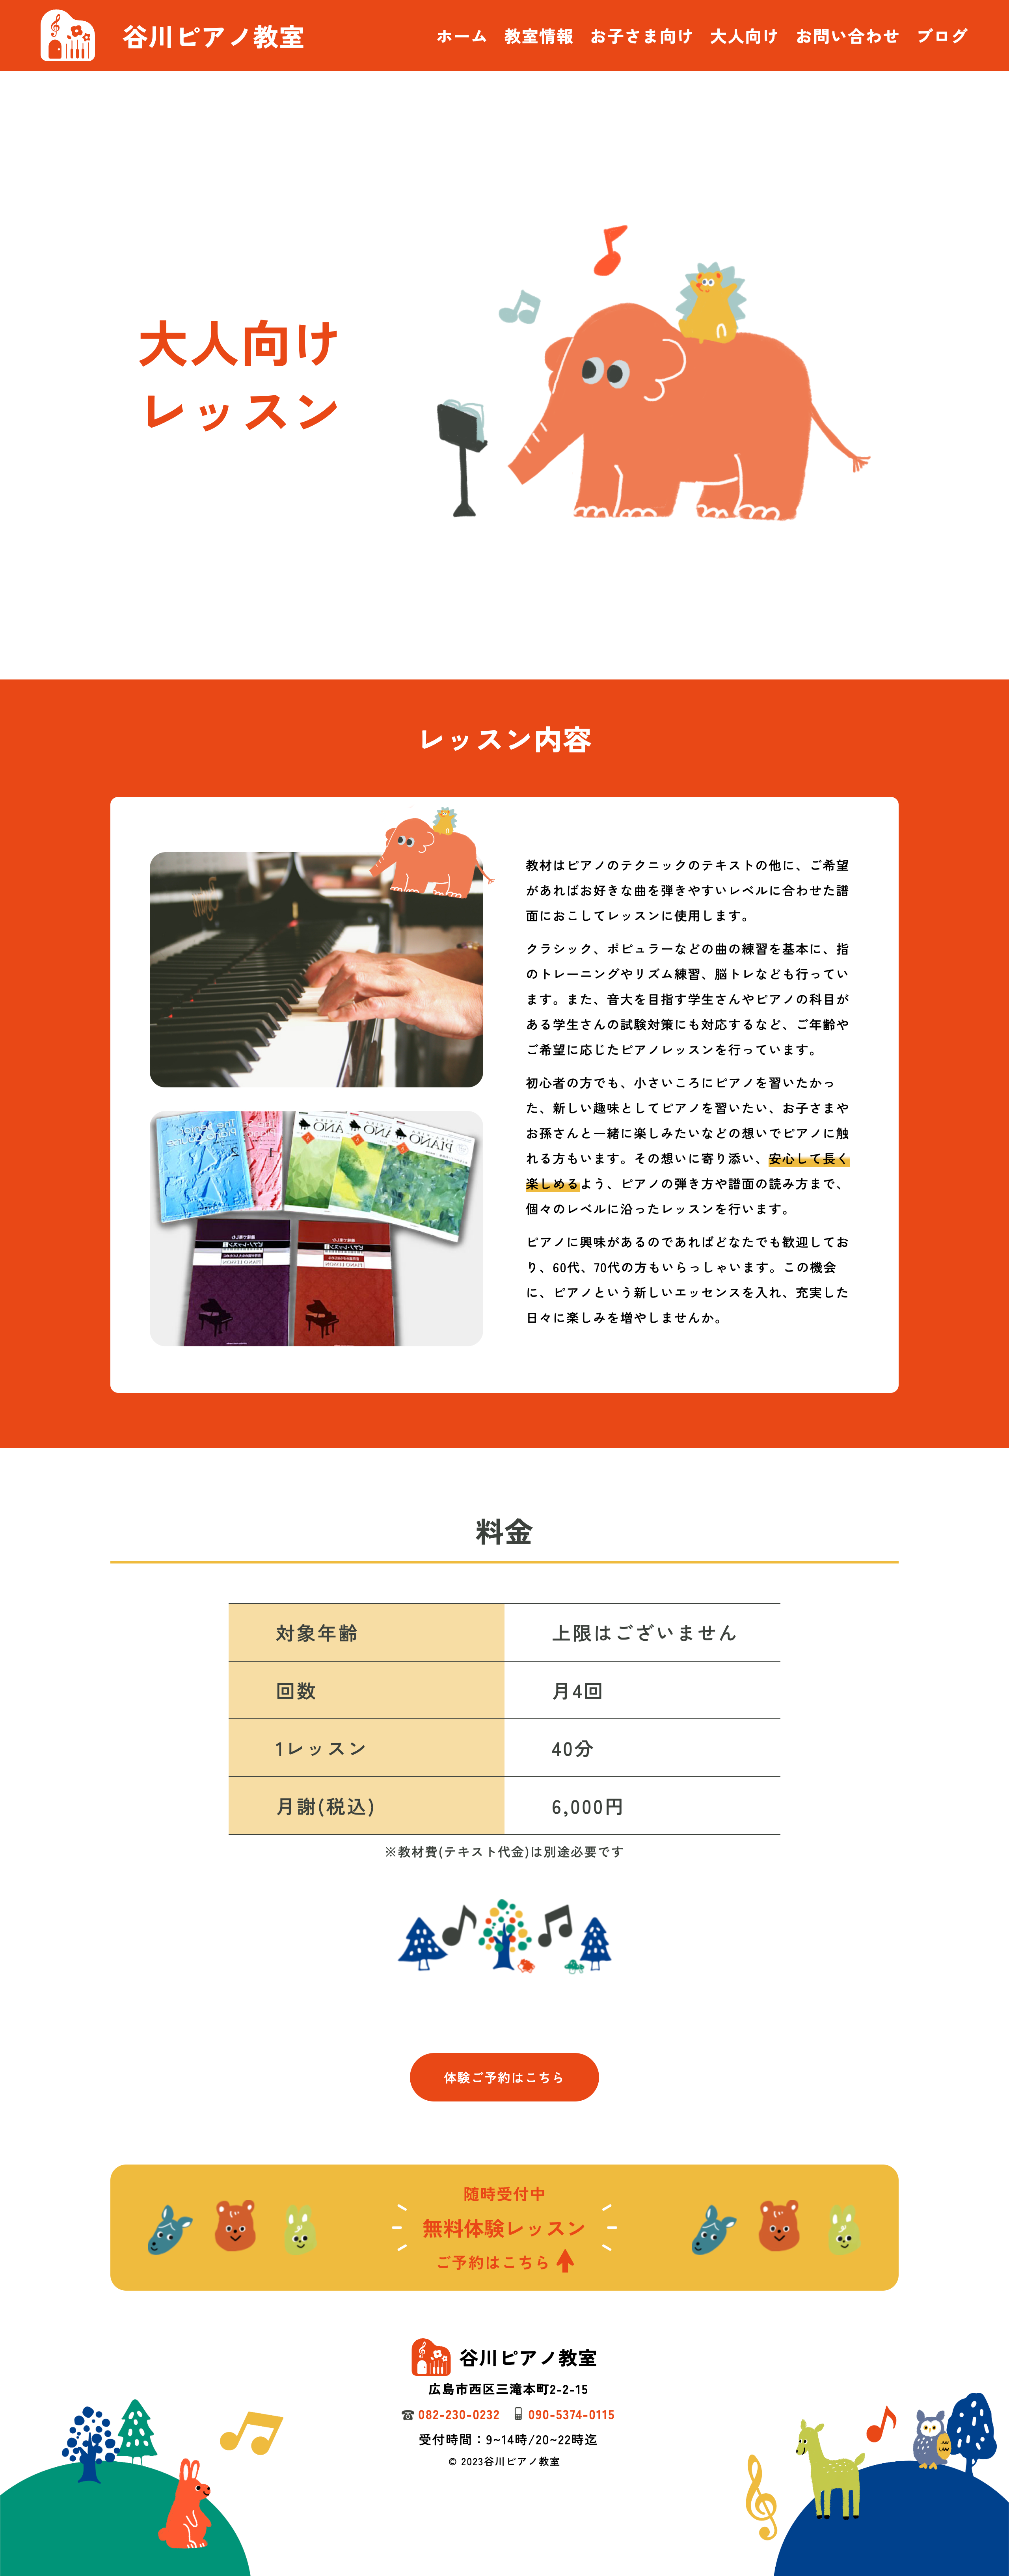 谷川ピアノ教室
ホーム 教室情報 お子さま向け 大人向け お問い合わせ ブログ
大人向け
レッスン
レッスン内容
教材はピアノのテクニックのテキストの他に、ご希望
があればお好きな曲を弾きやすいレベルに合わせた譜
面におこしてレッスンに使用します。
クラシック、ポピュラーなどの曲の練習を基本に、指
のトレーニングやリズム練習、脳トレなども行ってい
ます。また、音大を目指す学生さんやピアノの科目が
ある学生さんの試験対策にも対応するなど、ご年齢や
ご希望に応じたピアノレッスンを行っています。
初心者の方でも、小さいころにピアノを習いたかっ
た、新しい趣味としてピアノを習いたい、お子さまや
お孫さんと一緒に楽しみたいなどの想いでピアノに触
れる方もいます。その想いに寄り添い、安心して長く
楽しめるよう、ピアノの弾き方や譜面の読み方まで、
個々のレベルに沿ったレッスンを行います。
ピアノに興味があるのであればどなたでも歓迎してお
り、60代、70代の方もいらっしゃいます。この機会
に、ピアノという新しいエッセンスを入れ、充実した
日々に楽しみを増やしませんか。
料金
対象年齢 上限はございません
回数 月4回
1レッスン 40分
月謝(税込) 6,000円
※教材費(テキスト代金)は別途必要です
体験ご予約はこちら
随時受付中
無料体験レッスン
ご予約はこちら
谷川ピアノ教室
広島市西区三滝本町2-2-15
082-230-0232 090-5374-0115
受付時間：9~14時/20~22時迄
© 2023谷川ピアノ教室